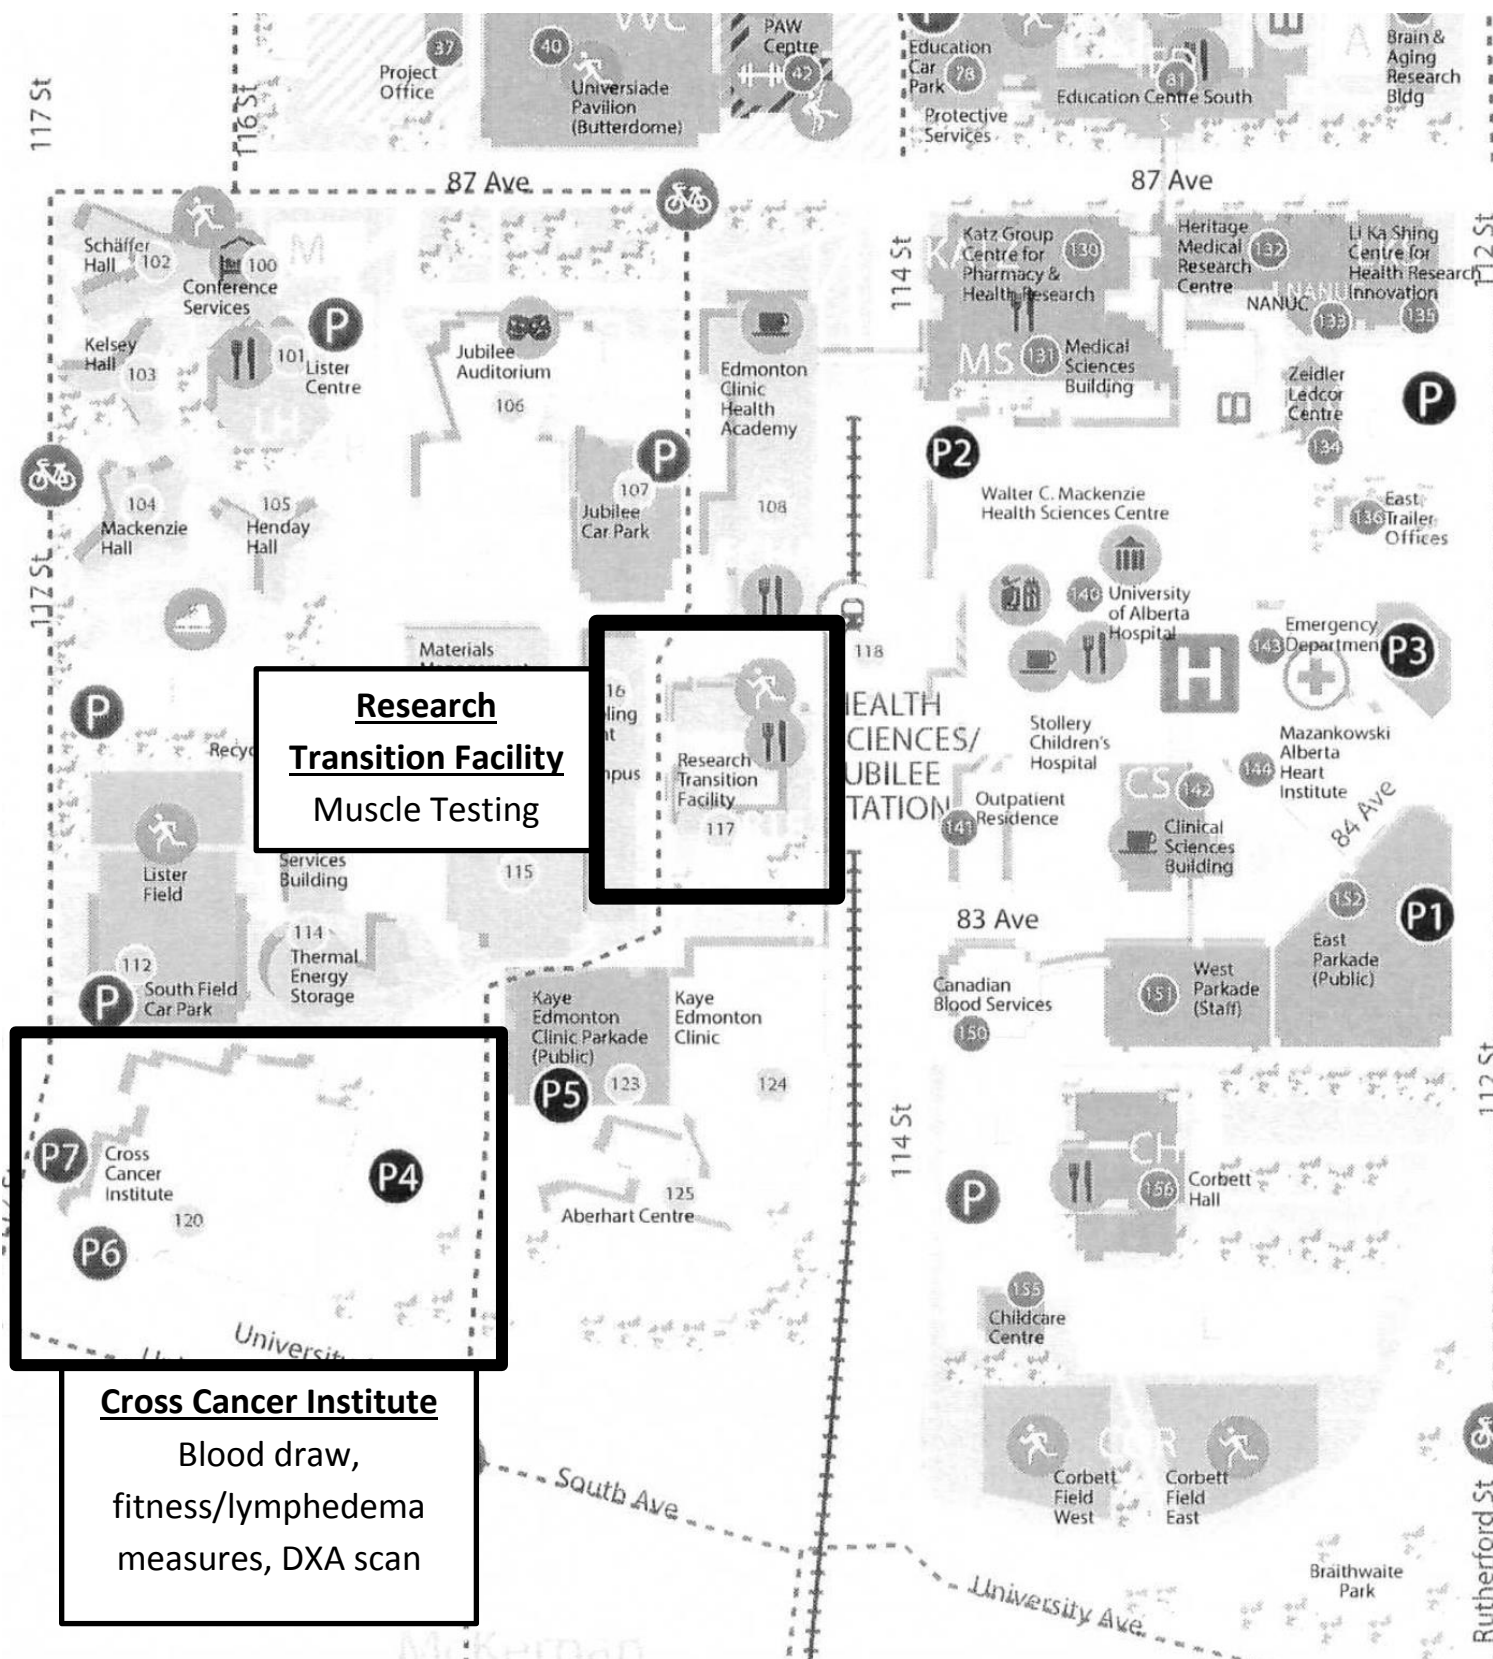 117 St
116 St
37
Project
Office
40
Universiade
Pavilion
(Butterdome)
PAW
Centre
42
P
Education
Car
Park
78
Protective
Services
81
Education Centre South
Brain &
Aging
Research
Bldg
87 Ave
87 Ave
Schäffer
Hall
102
100
Conference
Services
M
P
Kelsey
Hall
103
101
Lister
Centre
LH
Jubilee
Auditorium
106
Edmonton
Clinic
Health
Academy
108
P
107
Jubilee
Car Park
104
Mackenzie
Hall
105
Henday
Hall
117 St
114 St
KATZ
Katz Group
Centre for
Pharmacy &
Health Research
130
MS
131
Medical
Sciences
Building
Heritage
Medical
Research
Centre
132
Li Ka Shing
Centre for
Health Research
Innovation
NANUC
133
135
112 St
Zeidler
Ledcor
Centre
134
P
P2
Walter C. Mackenzie
Health Sciences Centre
East
Trailer
Offices
136
140
University
of Alberta
Hospital
H
Emergency
Department
143
P3
Stollery
Children's
Hospital
Mazankowski
Alberta
Heart
Institute
144
84 Ave
Materials
118
HEALTH
SCIENCES/
JUBILEE
STATION
Research
Transition Facility
Muscle Testing
Research
Transition
Facility
117
P
Lister
Field
Services
Building
115
114
Thermal
Energy
Storage
112
South Field
Car Park
P
Outpatient
Residence
141
CS
142
Clinical
Sciences
Building
83 Ave
152
P1
East
Parkade
(Public)
West
Parkade
(Staff)
151
Canadian
Blood Services
150
Kaye
Edmonton
Clinic Parkade
(Public)
P5
123
Kaye
Edmonton
Clinic
124
Aberhart Centre
125
P7
Cross
Cancer
Institute
120
P4
P6
114 St
112 St
P
CH
156
Corbett
Hall
155
Childcare
Centre
Cross Cancer Institute
Blood draw,
fitness/lymphedema
measures, DXA scan
South Ave
University Ave
Corbett
Field
West
Corbett
Field
East
COR
Braithwaite
Park
Rutherford St
McKernan